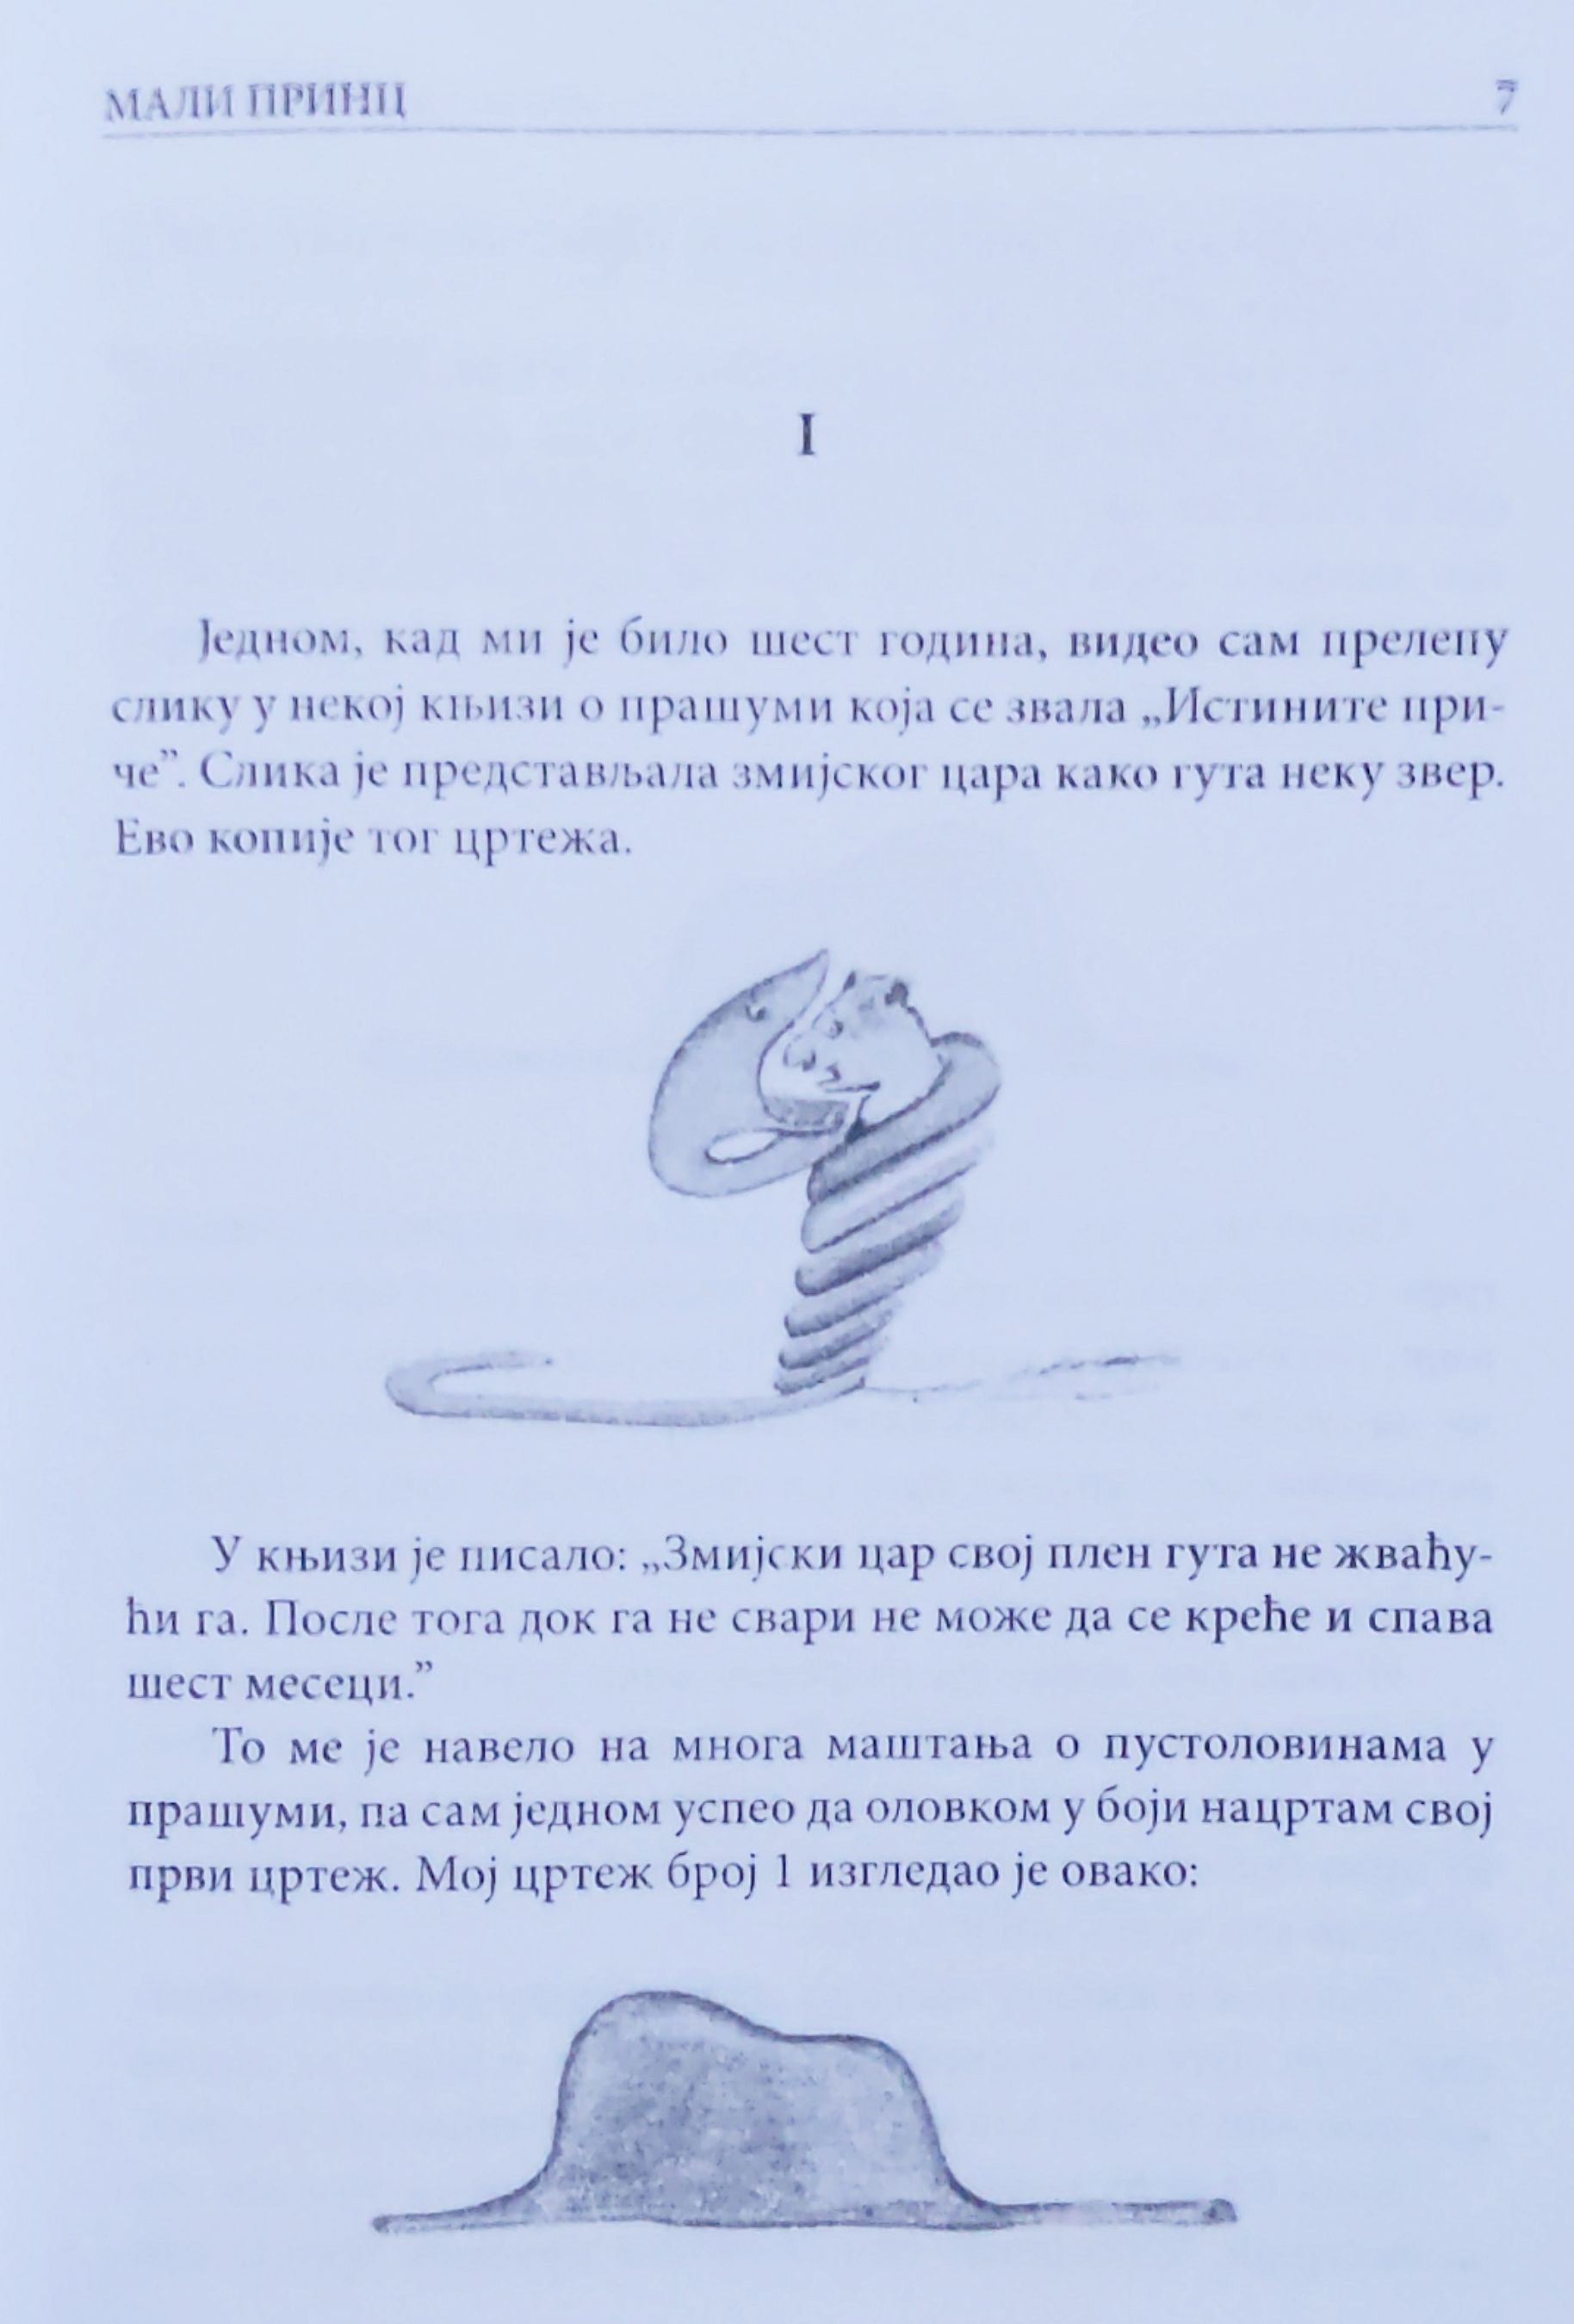 МАЛИ ПРИНЦ 7
I
Једном, кад ми је било шест година, видео сам прелепу
слику у некој књизи о прашуми која се звала „Истините при-
че”. Слика је представљала змијског цара како гута неку звер.
Ево копије тог цртежа.
У књизи је писало: „Змијски цар свој плен гута не жваћу-
ћи га. После тога док га не свари не може да се креће и спава
шест месеци.”
То ме је навело на многа маштања о пустоловинама у
прашуми, па сам једном успео да оловком у боји нацртам свој
први цртеж. Мој цртеж број 1 изгледао је овако: